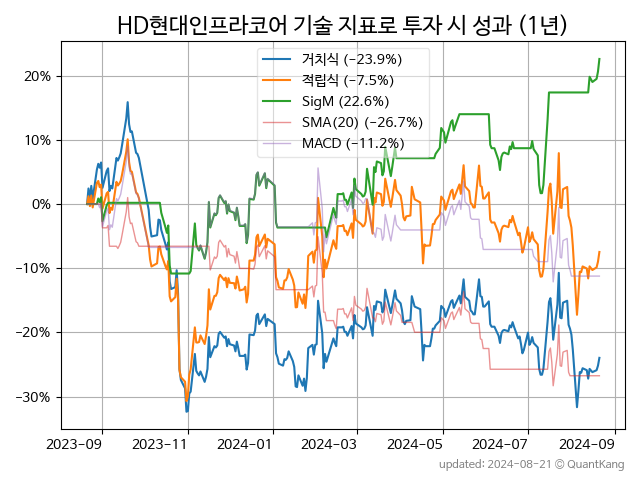 HD현대인프라코어 기술 지표로 투자 시 성과 (1년)
거치식 (−23.9%)
적립식 (−7.5%)
SigM (22.6%)
SMA(20) (−26.7%)
MACD (−11.2%)
20%
10%
0%
−10%
−20%
−30%
2023-09 2023-11 2024-01 2024-03 2024-05 2024-07 2024-09
updated: 2024-08-21 © QuantKang